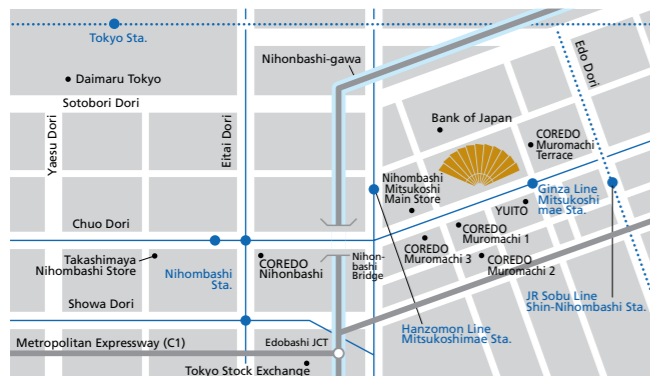 Tokyo Sta.
Nihonbashi-gawa
Edo Dori
Daimaru Tokyo
Sotobori Dori
Bank of Japan
Yaesu Dori
Eitai Dori
COREDO
Muromachi
Terrace
Nihombashi
Mitsukoshi
Main Store
Ginza Line
Mitsukoshi
mae Sta.
YUITO
Chuo Dori
COREDO
Muromachi 1
COREDO
Muromachi 3
Takashimaya
Nihombashi Store
Nihombashi
Sta.
COREDO
Nihonbashi
Nihon-
bashi
Bridge
COREDO
Muromachi 2
Showa Dori
JR Sobu Line
Shin-Nihombashi Sta.
Hanzomon Line
Mitsukoshimae Sta.
Metropolitan Expressway (C1)
Edobashi JCT
Tokyo Stock Exchange